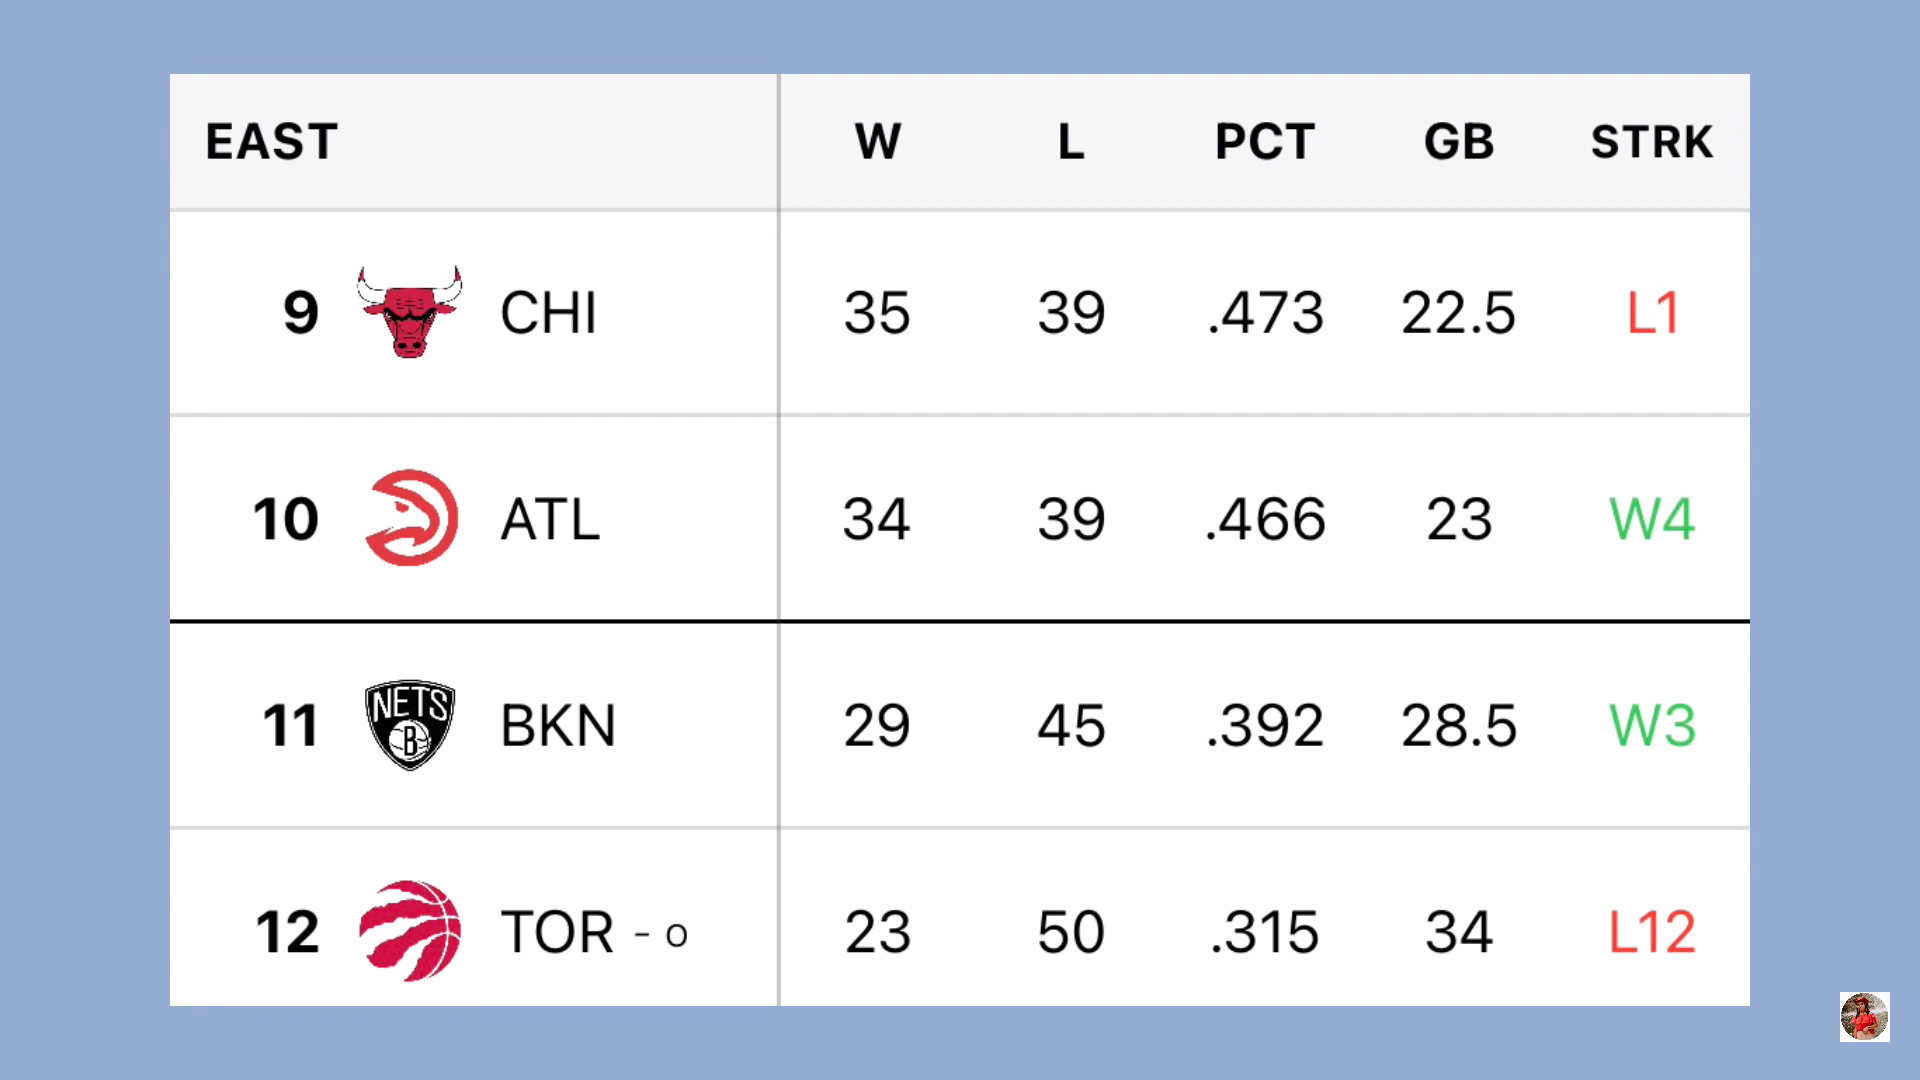 EAST W L PCT GB STRK
9 CHI 35 39 .473 22.5 L1
10 ATL 34 39 .466 23 W4
11 NETS B BKN 29 45 .392 28.5 W3
12 TOR - o 23 50 .315 34 L12